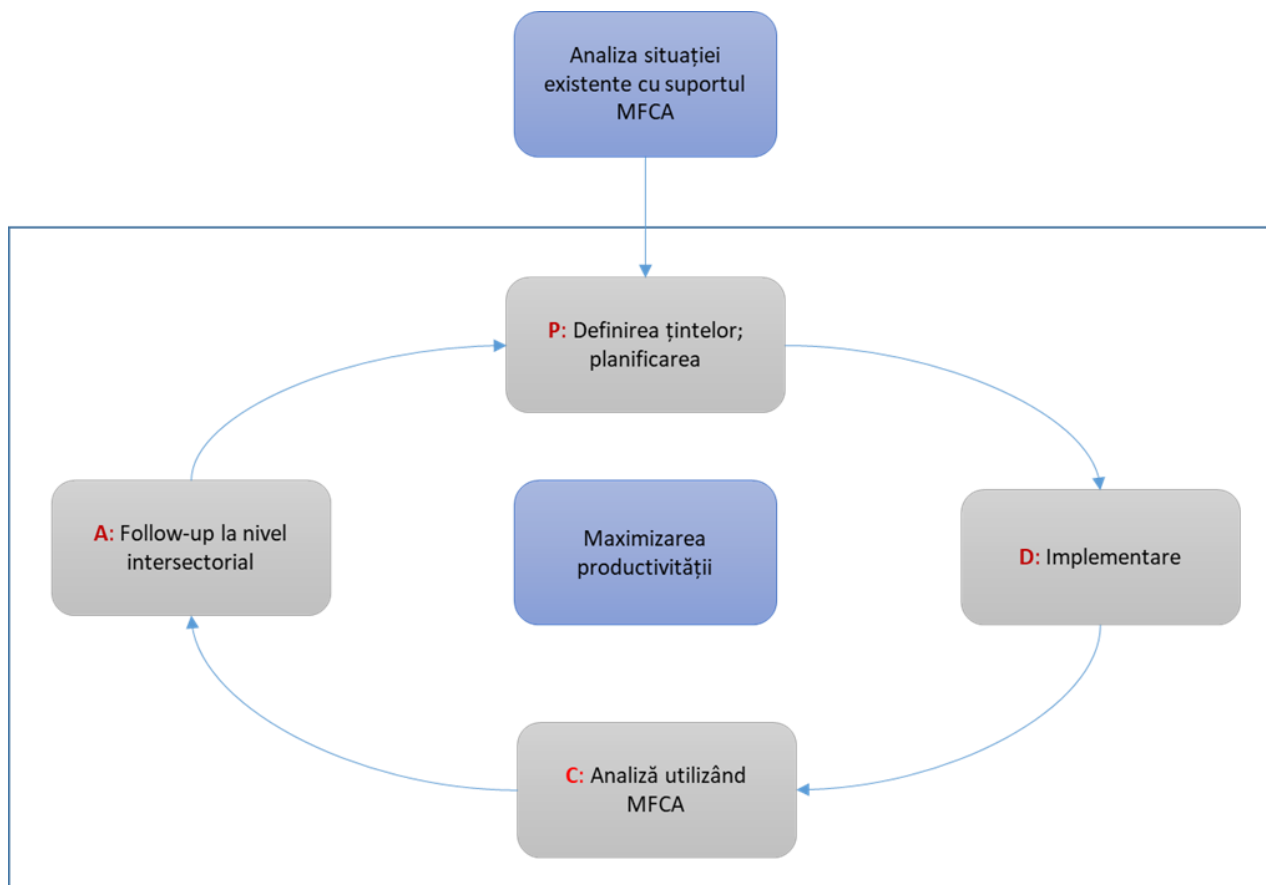 Analiza situației
existente cu suportul
MFCA
P: Definirea țintelor;
planificarea
A: Follow-up la nivel
intersectorial
Maximizarea
productivității
D: Implementare
C: Analiză utilizând
MFCA